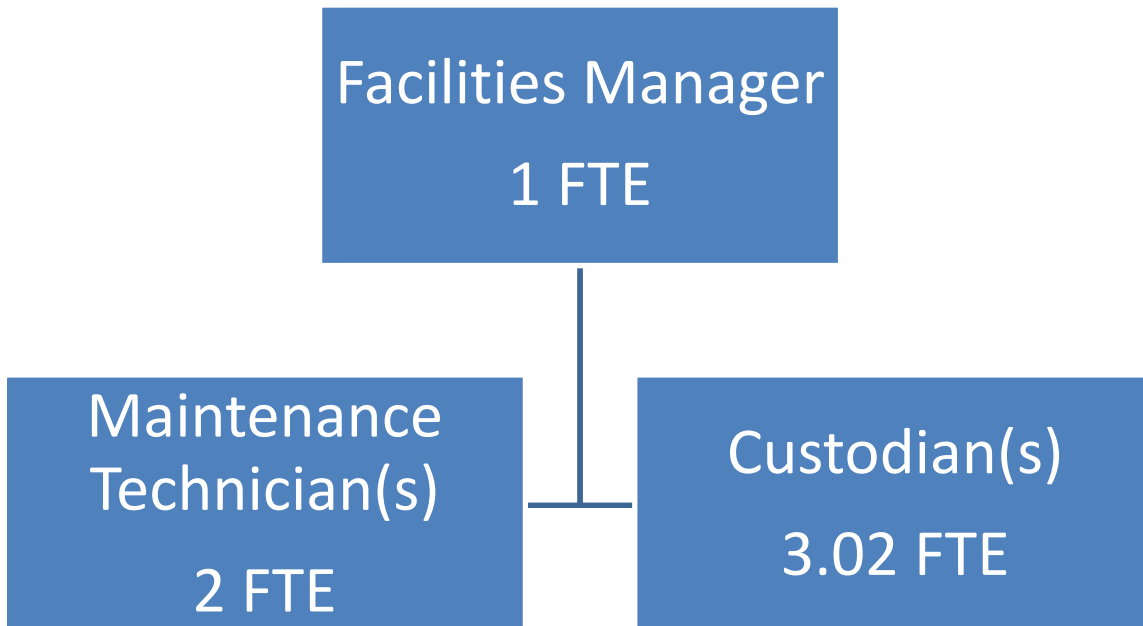 Facilities Manager
1 FTE
Maintenance
Technician(s)
2 FTE
Custodian(s)
3.02 FTE